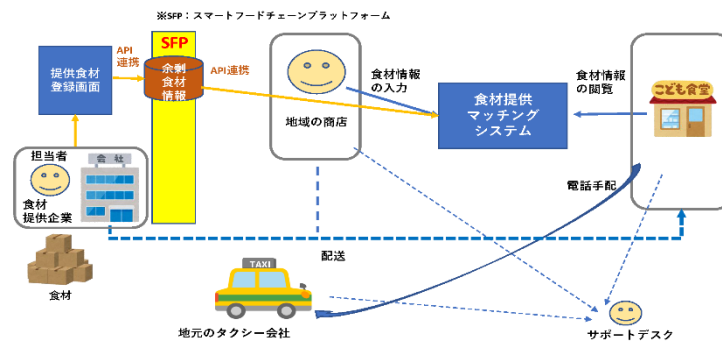 ※SFP：スマートフードチェーンプラットフォーム
API
連携
SFP
API連携
提供食材
登録画面
余剰
食材
情報
食材情報
の入力
食材情報
の閲覧
こども食堂
地域の商店
食材提供
マッチング
システム
担当者
会社
食材
提供企業
電話手配
配送
食材
TAXI
地元のタクシー会社
サポートデスク